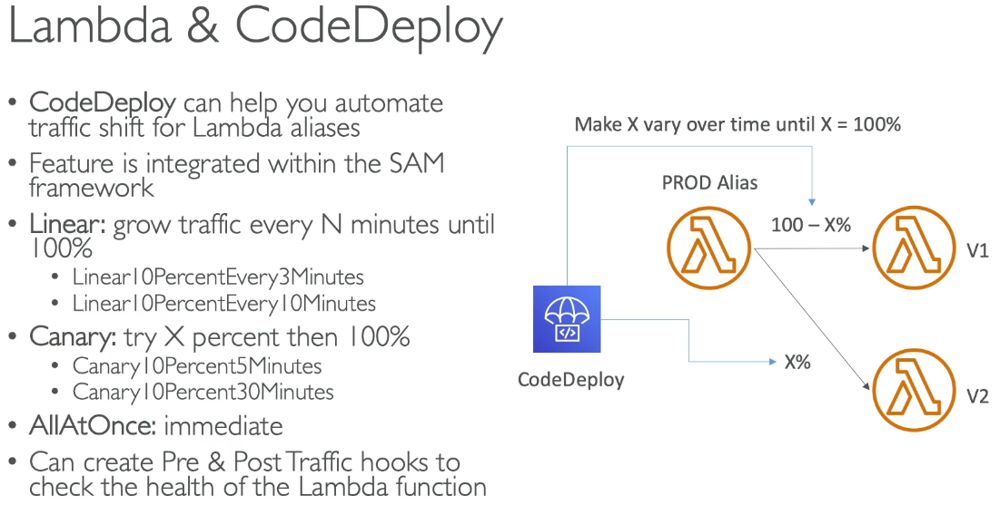 Lambda & CodeDeploy
• CodeDeploy can help you automate
traffic shift for Lambda aliases
• Feature is integrated within the SAM
framework
• Linear: grow traffic every N minutes until
100%
• Linear10PercentEvery3Minutes
• Linear10PercentEvery10Minutes
• Canary: try X percent then 100%
• Canary10Percent5Minutes
• Canary10Percent30Minutes
• AllAtOnce: immediate
• Can create Pre & Post Traffic hooks to
check the health of the Lambda function
Make X vary over time until X = 100%
PROD Alias
100 – X%
V1
</>
CodeDeploy
X%
V2